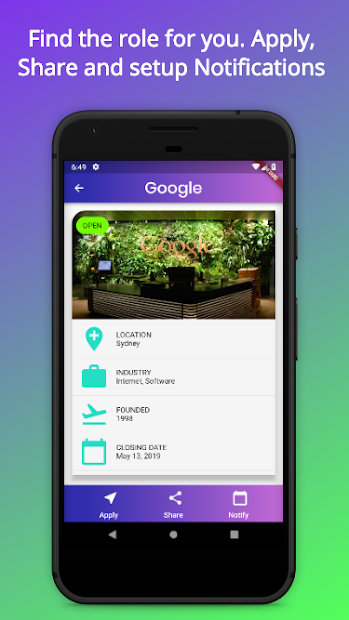 Find the role for you. Apply,
Share and setup Notifications
6:49
Google
OPEN
Google
LOCATION
Sydney
INDUSTRY
Internet, Software
FOUNDED
1998
CLOSING DATE
May 13, 2019
Apply
Share
Notify